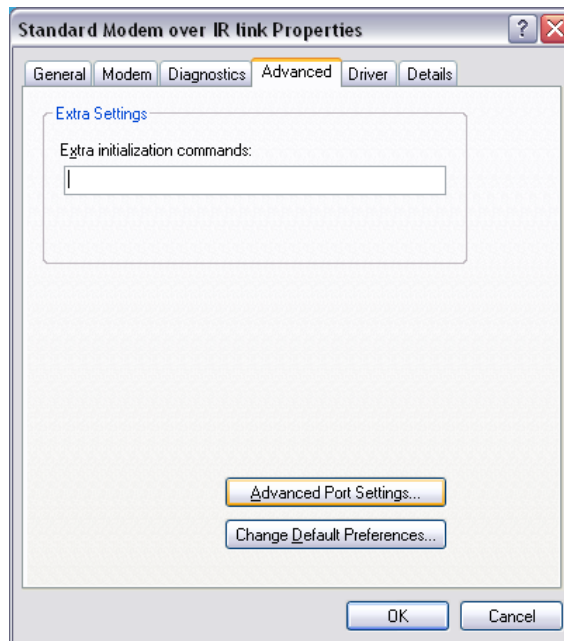 Standard Modem over IR link Properties
?
General Modem Diagnostics Advanced Driver Details
Extra Settings
Extra initialization commands:
Advanced Port Settings...
Change Default Preferences...
OK Cancel